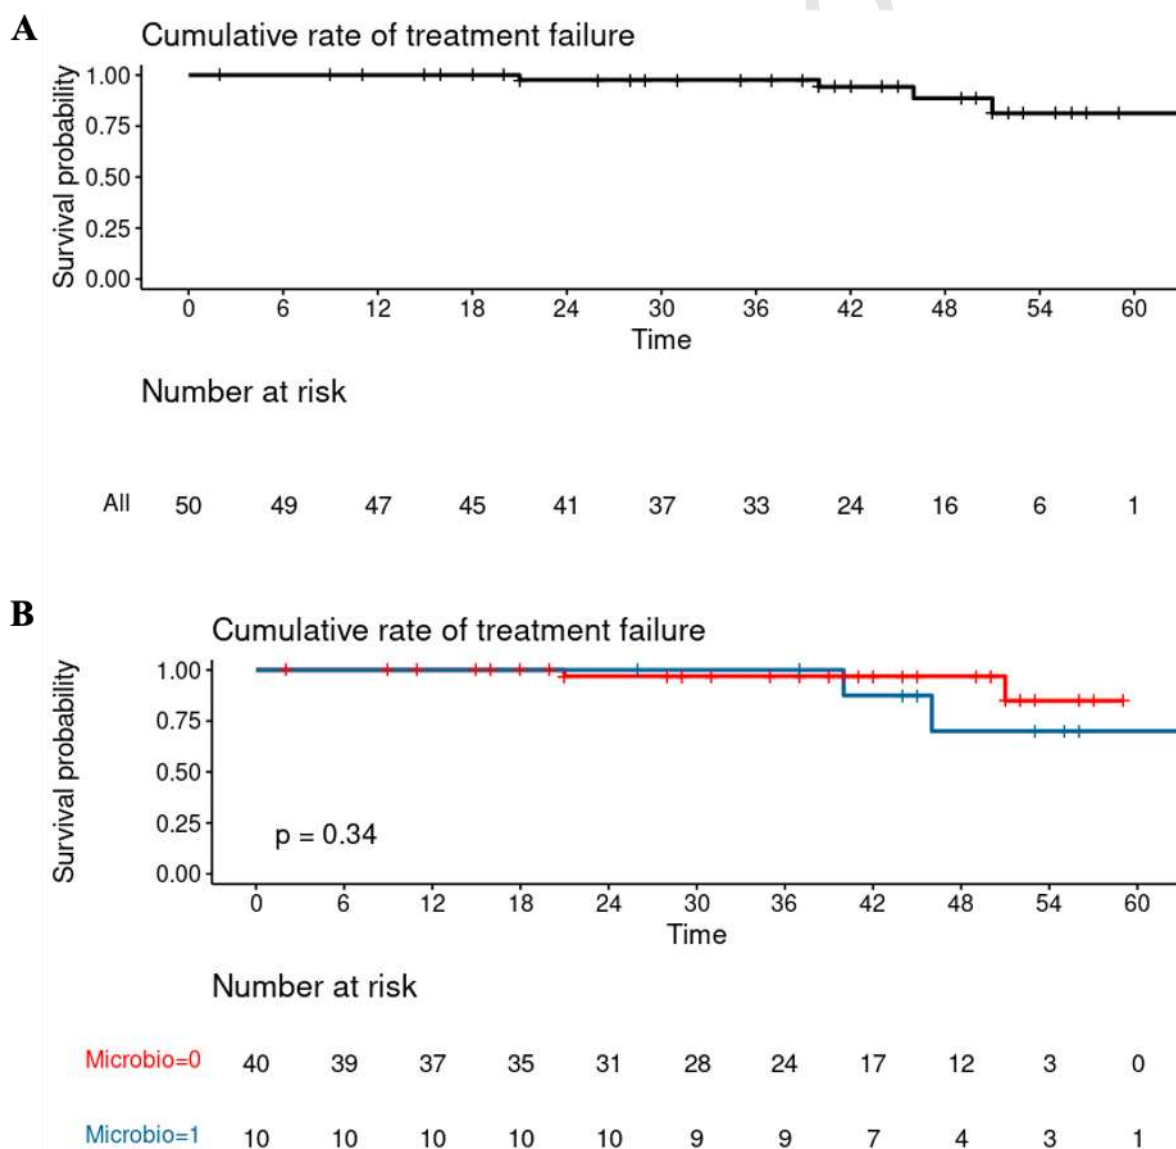 A
Cumulative rate of treatment failure
Survival probability
1.00
0.75
0.50
0.25
0.00
0 6 12 18 24 30 36 42 48 54 60
Time
Number at risk
All 50 49 47 45 41 37 33 24 16 6 1
B
Cumulative rate of treatment failure
Survival probability
1.00
0.75
0.50
0.25
0.00
p = 0.34
0 6 12 18 24 30 36 42 48 54 60
Time
Number at risk
Microbio=0 40 39 37 35 31 28 24 17 12 3 0
Microbio=1 10 10 10 10 10 9 9 7 4 3 1